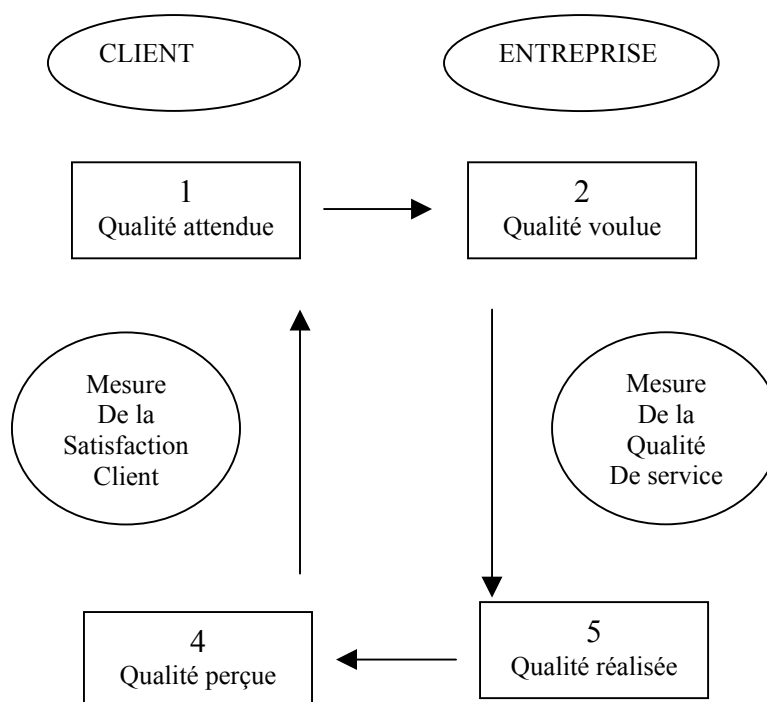 CLIENT
ENTREPRISE
1
Qualité attendue
2
Qualité voulue
Mesure
De la
Satisfaction
Client
Mesure
De la
Qualité
De service
4
Qualité perçue
5
Qualité réalisée